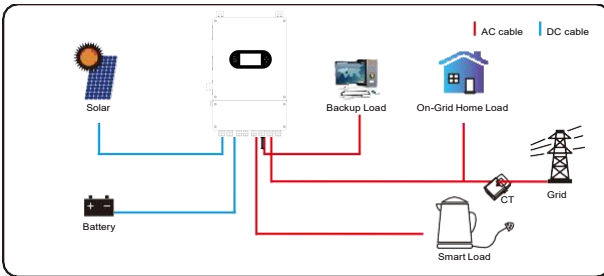 AC cable
DC cable
Solar
Backup Load
On-Grid Home Load
CT
Grid
Battery
Smart Load